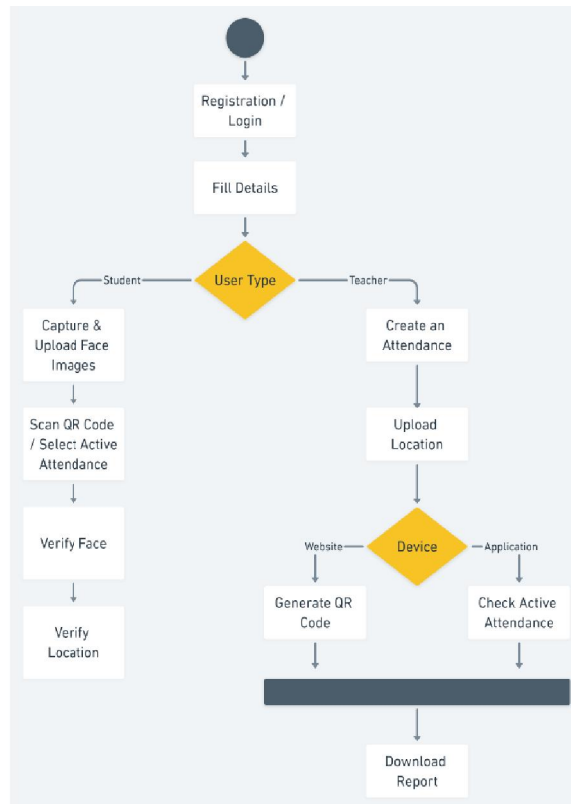 Registration /
Login
Fill Details
User Type
Student
Teacher
Capture &
Upload Face
Images
Create an
Attendance
Scan QR Code
/ Select Active
Attendance
Upload
Location
Verify Face
Device
Website
Application
Generate QR
Code
Check Active
Attendance
Verify
Location
Download
Report